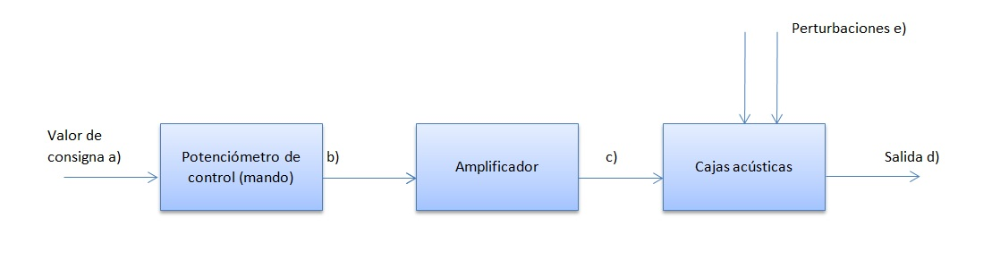 Perturbaciones e)
Valor de
consigna a)
Potenciómetro de
control (mando)
b)
Amplificador
c)
Cajas acústicas
Salida d)